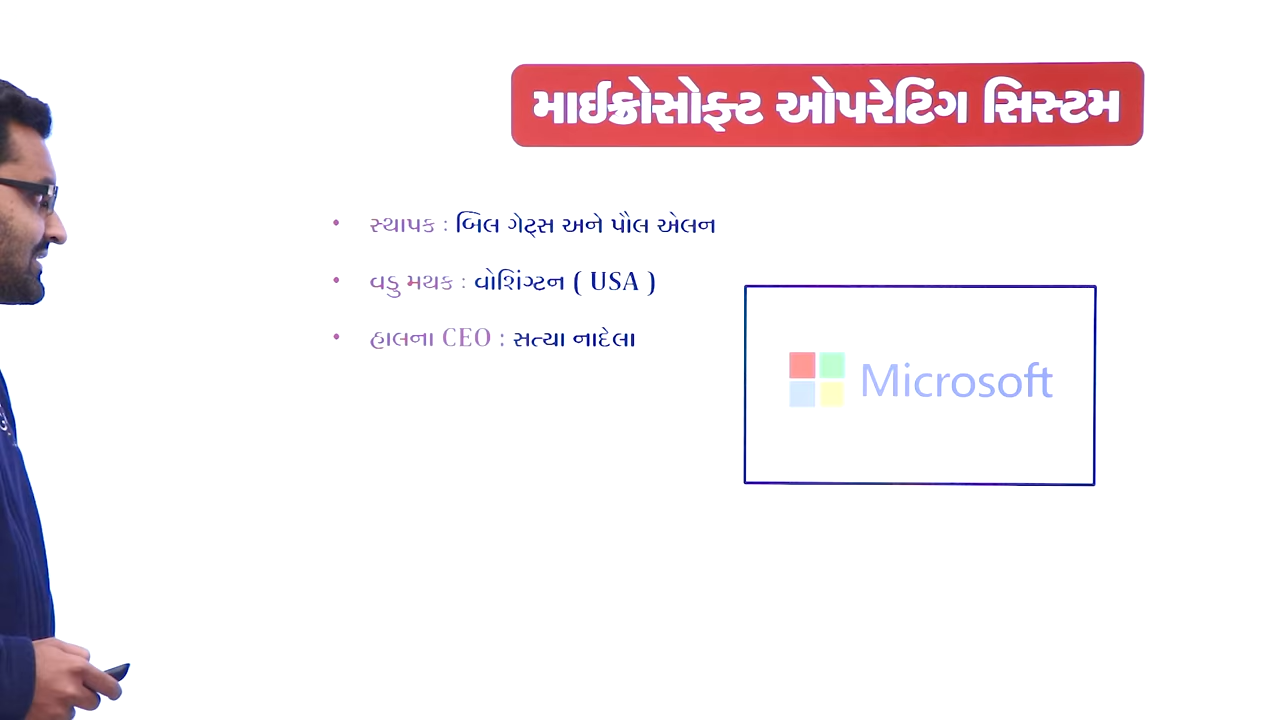 માઈક્રોસોફ્ટ ઓપરેટિંગ સિસ્ટમ
• સ્થાપક : બિલ ગેટ્સ અને પૌલ એલન
• વડુ મથક : વોશિંગ્ટન ( USA )
• હાલના CEO : સત્યા નાદેલા
Microsoft